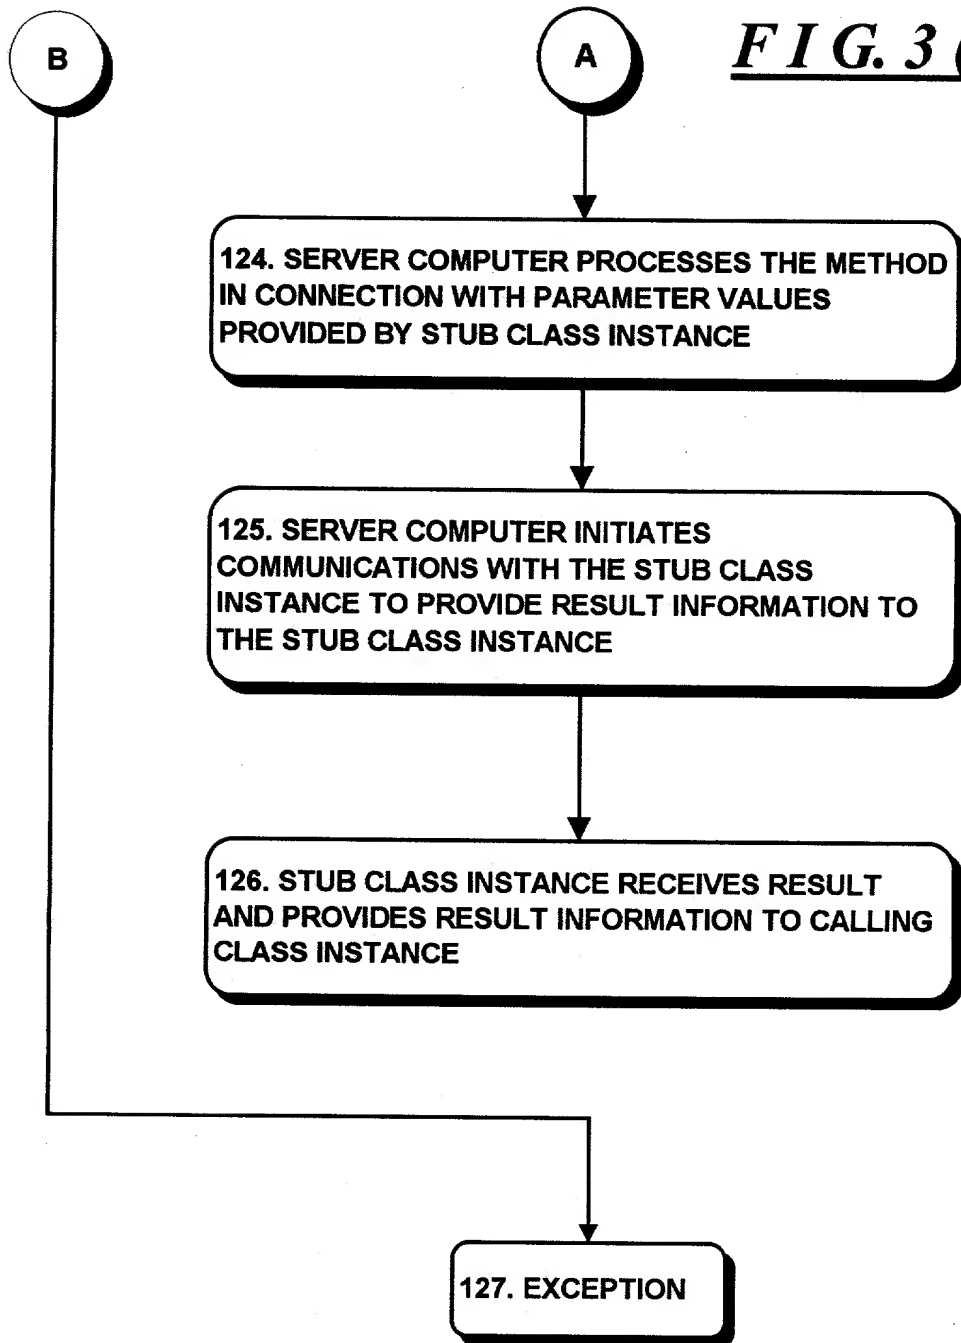 B
A
FIG. 3 (
124. SERVER COMPUTER PROCESSES THE METHOD
IN CONNECTION WITH PARAMETER VALUES
PROVIDED BY STUB CLASS INSTANCE
125. SERVER COMPUTER INITIATES
COMMUNICATIONS WITH THE STUB CLASS
INSTANCE TO PROVIDE RESULT INFORMATION TO
THE STUB CLASS INSTANCE
126. STUB CLASS INSTANCE RECEIVES RESULT
AND PROVIDES RESULT INFORMATION TO CALLING
CLASS INSTANCE
127. EXCEPTION